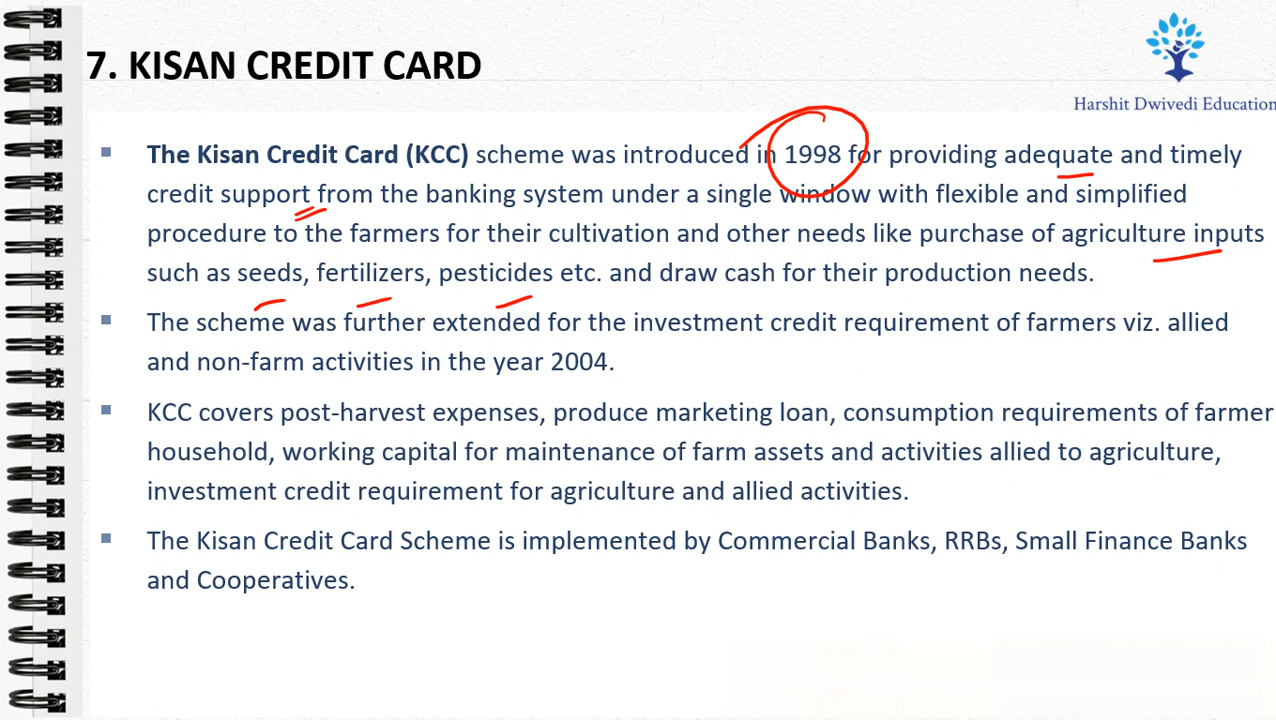 7. KISAN CREDIT CARD
Harshit Dwivedi Education
The Kisan Credit Card (KCC) scheme was introduced in 1998 for providing adequate and timely
credit support from the banking system under a single window with flexible and simplified
procedure to the farmers for their cultivation and other needs like purchase of agriculture inputs
such as seeds, fertilizers, pesticides etc. and draw cash for their production needs.
The scheme was further extended for the investment credit requirement of farmers viz. allied
and non-farm activities in the year 2004.
KCC covers post-harvest expenses, produce marketing loan, consumption requirements of farmer
household, working capital for maintenance of farm assets and activities allied to agriculture,
investment credit requirement for agriculture and allied activities.
The Kisan Credit Card Scheme is implemented by Commercial Banks, RRBs, Small Finance Banks
and Cooperatives.